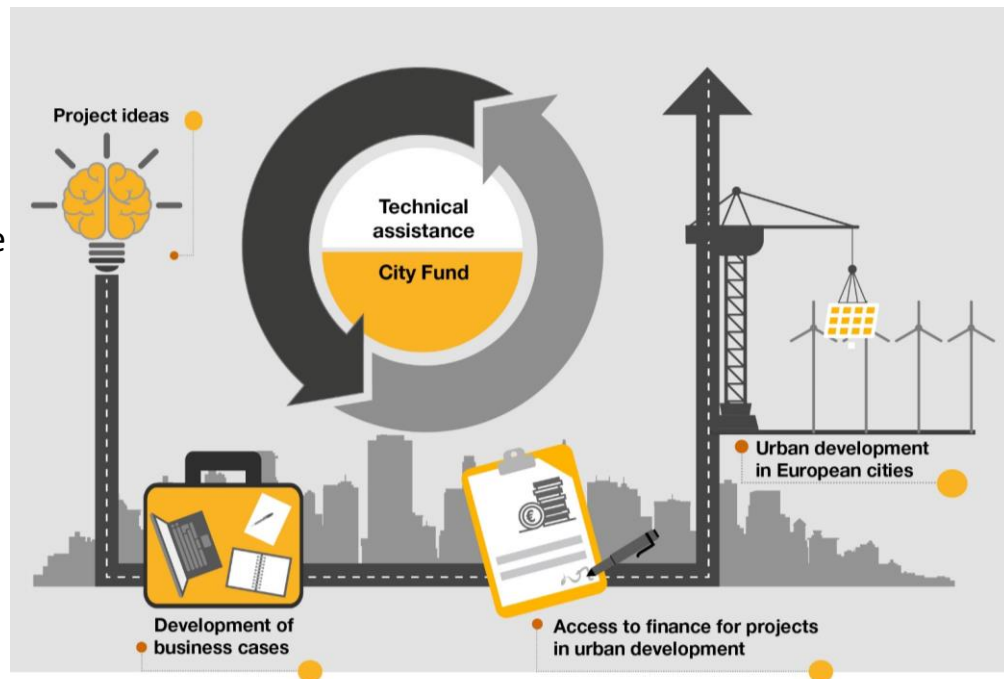 Project ideas
Technical
assistance
City Fund
Urban development
in European cities
Development of
business cases
Access to finance for projects
in urban development